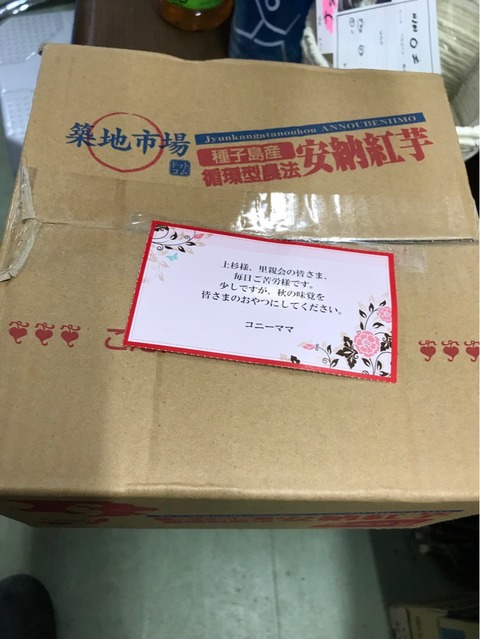 築地市場
ドットコム
Jyunkangatanouhou ANNOUBENIIMO
種子島産
循環型農法
安納紅芋
上杉様、里親会の皆さま、
毎日ご苦労様です。
少しですが、秋の味覚を
皆さまのおやつにしてください。
コニーママ